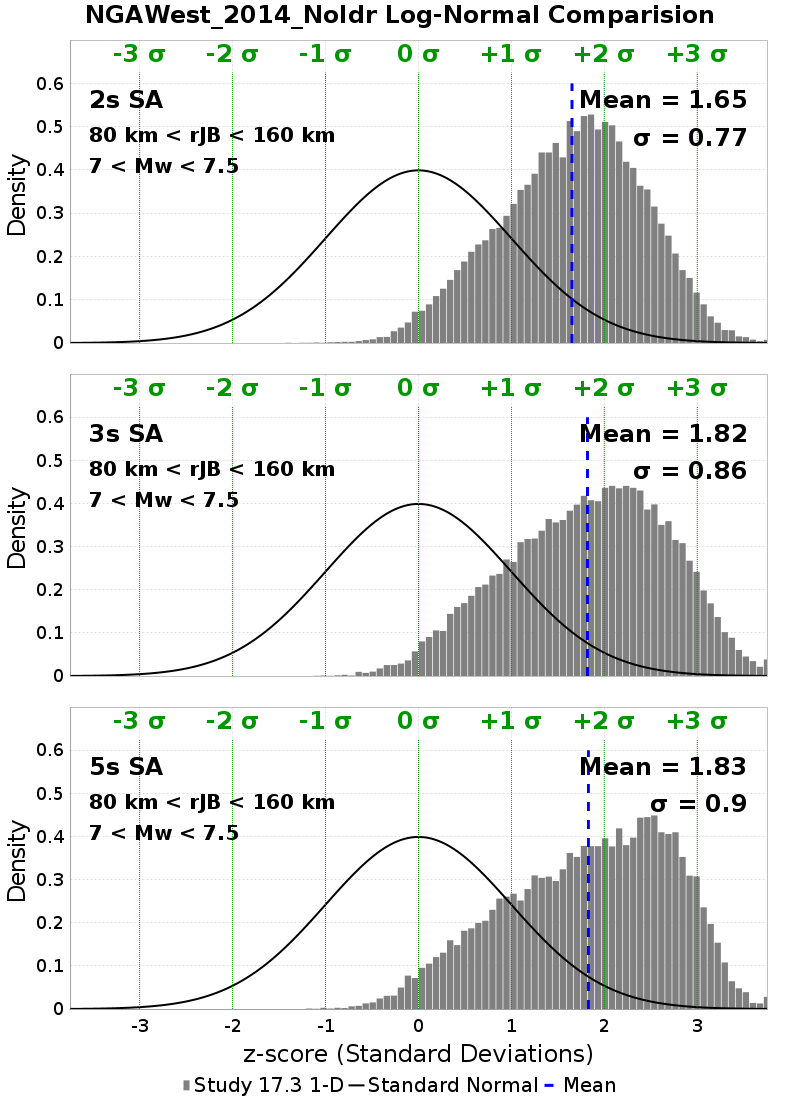 NGAWest_2014_NoIdr Log-Normal Comparision
-3 σ -2 σ -1 σ 0 σ +1 σ +2 σ +3 σ
0.6
2s SA Mean = 1.65
0.5
80 km < rJB < 160 km σ = 0.77
0.4
7 < Mw < 7.5
Density
0.3
0.2
0.1
0
-3 σ -2 σ -1 σ 0 σ +1 σ +2 σ +3 σ
0.6
3s SA Mean = 1.82
0.5
80 km < rJB < 160 km σ = 0.86
0.4
7 < Mw < 7.5
Density
0.3
0.2
0.1
0
-3 σ -2 σ -1 σ 0 σ +1 σ +2 σ +3 σ
0.6
5s SA Mean = 1.83
0.5
80 km < rJB < 160 km σ = 0.9
0.4
7 < Mw < 7.5
Density
0.3
0.2
0.1
0
-3 -2 -1 0 1 2 3
z-score (Standard Deviations)
Study 17.3 1-D Standard Normal Mean